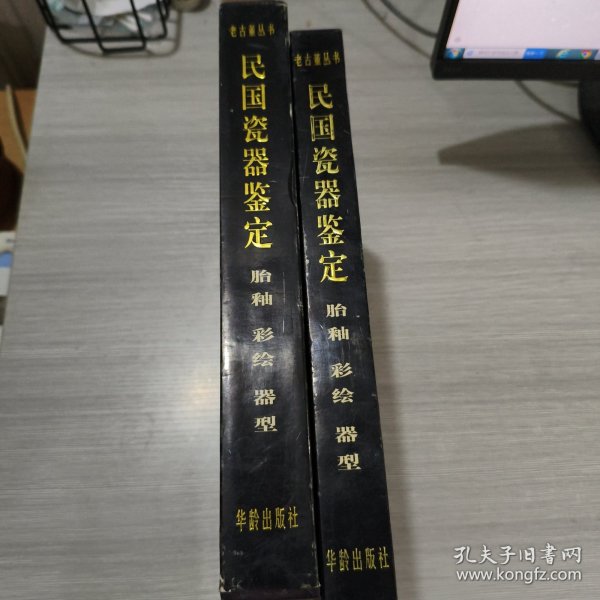 老古董丛书
民国瓷器鉴定
胎釉 彩绘 器型
华龄出版社
老古董丛书
民国瓷器鉴定
胎釉 彩绘 器型
华龄出版社
孔夫子旧书网
www.kongfz.com